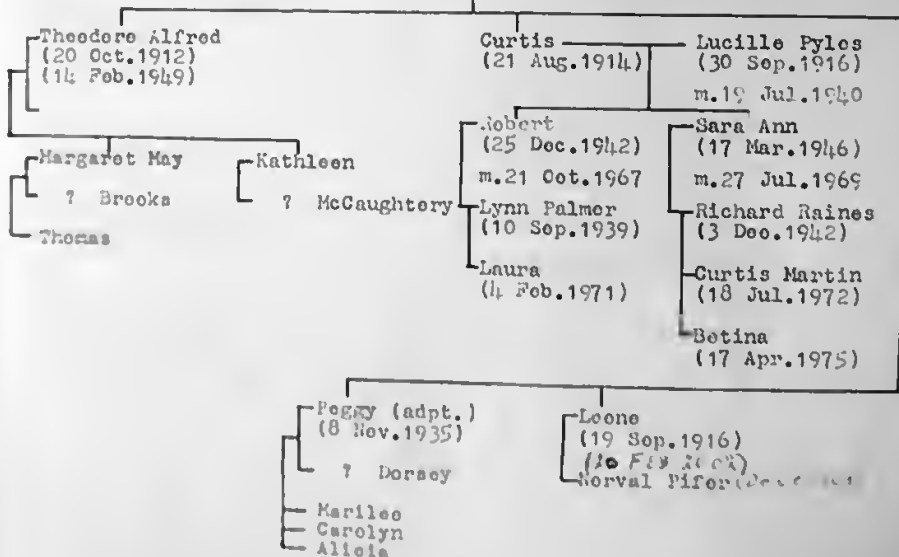 Theodore Alfred
(20 Oct.1912)
(14 Feb.1949)
Curtis
(21 Aug.1914)
Lucille Pyles
(30 Sep.1916)
m.19 Jul.1940
Margaret May
? Brooks
Thomas
Kathleen
? McCaughtery
Robert
(25 Dec.1942)
m.21 Oct.1967
Lynn Palmer
(10 Sep.1939)
Laura
(4 Feb.1971)
Sara Ann
(17 Mar.1946)
m.27 Jul.1969
Richard Raines
(3 Dec.1942)
Curtis Martin
(18 Jul.1972)
Betina
(17 Apr.1975)
Peggy (adpt.)
(8 Nov.1935)
? Dorsey
Marilee
Carolyn
Alicia
Leone
(19 Sep.1916)
FEB
Norval Pifer